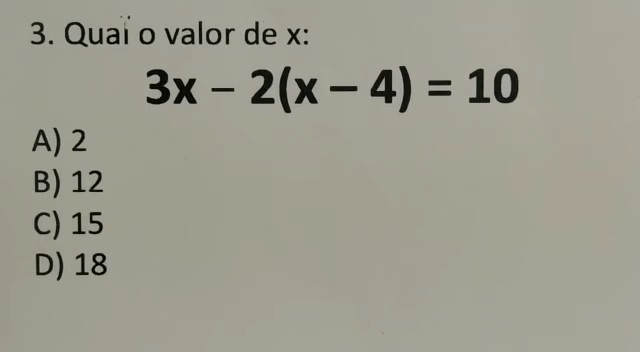 3. Qual o valor de x:
3x – 2(x – 4) = 10
A) 2
B) 12
C) 15
D) 18